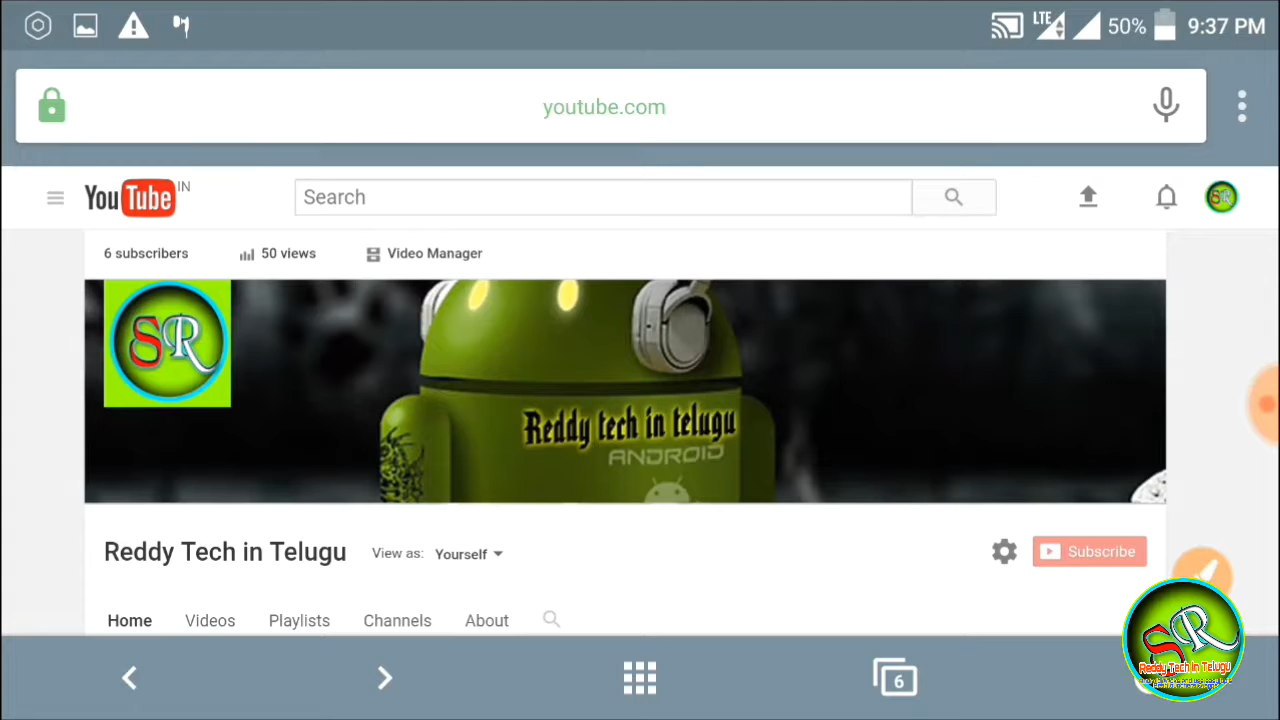 LTE 50% 9:37 PM
youtube.com
YouTube IN
Search
6 subscribers 50 views Video Manager
SR
Reddy tech in telugu
ANDROID
Reddy Tech in Telugu View as: Yourself Subscribe
Home Videos Playlists Channels About
6
SR
Reddy Tech In Telugu